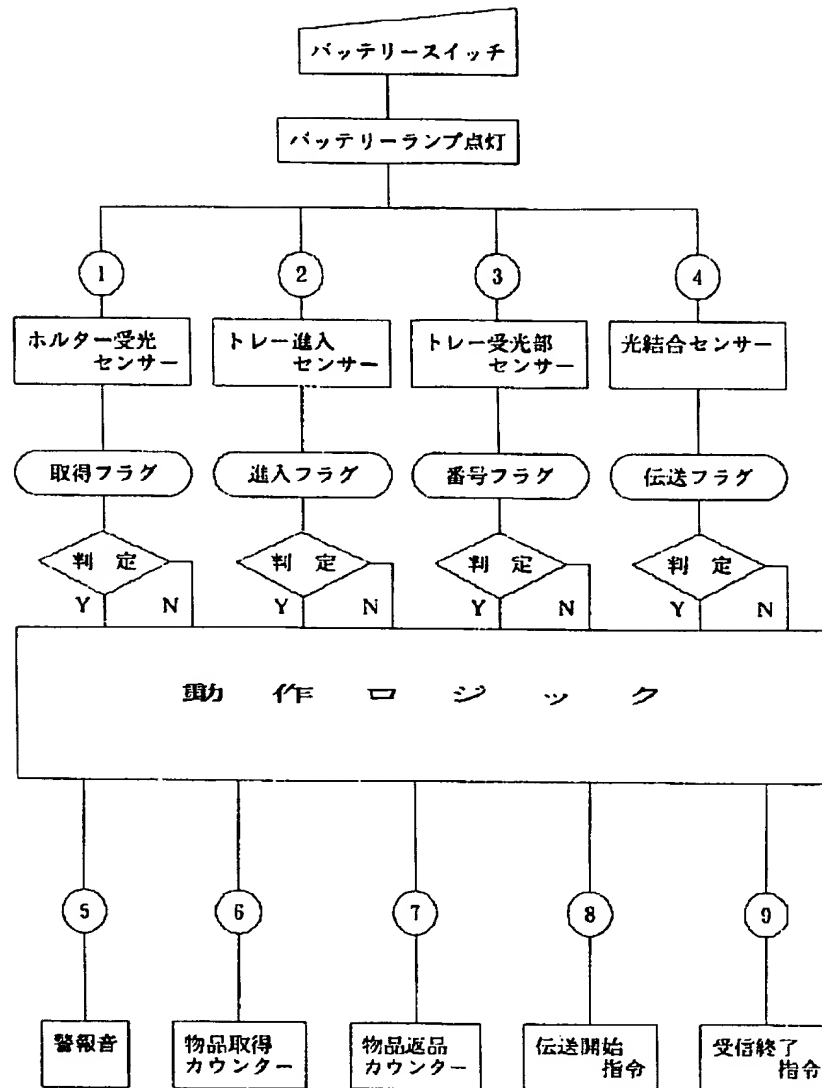 バッテリースイッチ
バッテリーランプ点灯
1
2
3
4
ホルター受光
センサー
トレー進入
センサー
トレー受光部
センサー
光結合センサー
取得フラグ
進入フラグ
番号フラグ
伝送フラグ
判定
判定
判定
判定
Y N
Y N
Y N
Y N
動作ロジック
5
6
7
8
9
警報音
物品取得
カウンター
物品返品
カウンター
伝送開始
指令
受信終了
指令